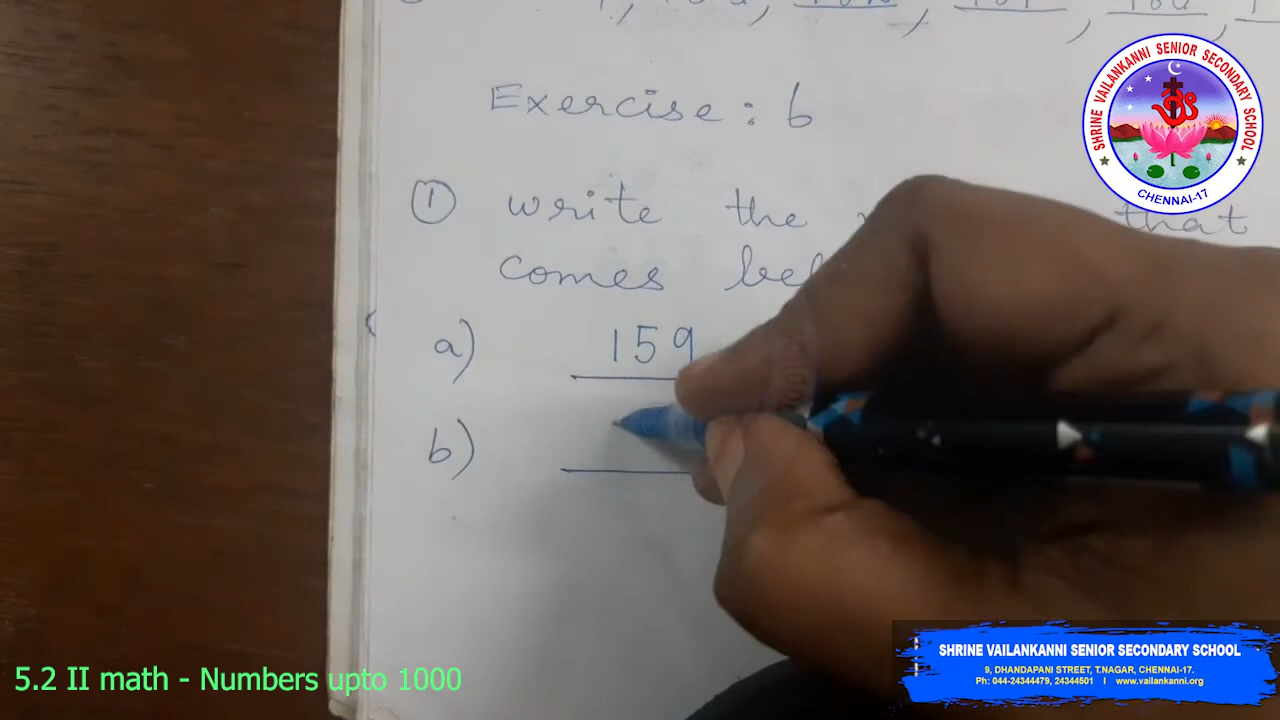 Exercise: 6
① write the that
comes
a) 159
b)
SHRINE VAILANKANNI SENIOR SECONDARY SCHOOL
CHENNAI-17
5.2 II math - Numbers upto 1000
SHRINE VAILANKANNI SENIOR SECONDARY SCHOOL
9, DHANDAPANI STREET, T.NAGAR, CHENNAI-17.
Ph: 044-24344479, 24344501 I www.vailankanni.org